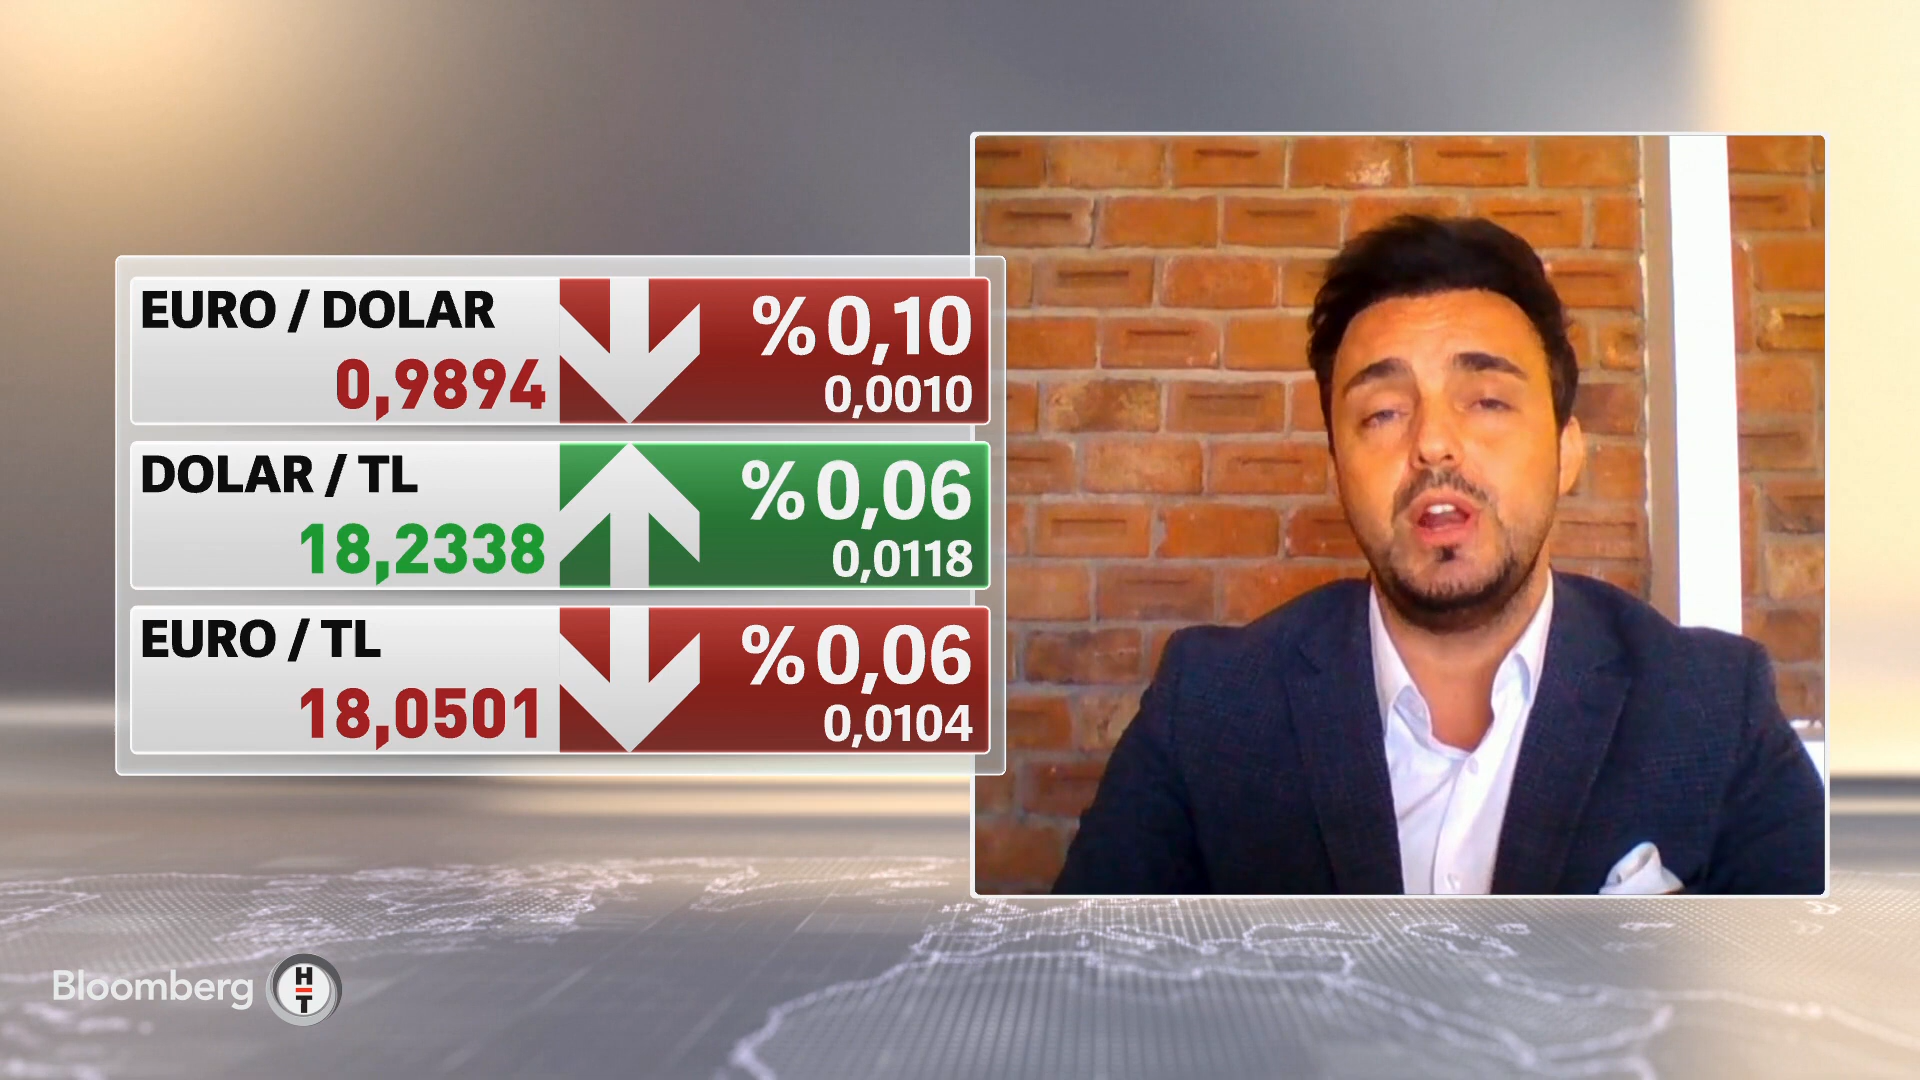 EURO / DOLAR
0,9894
%0,10
0,0010
DOLAR / TL
18,2338
%0,06
0,0118
EURO / TL
18,0501
%0,06
0,0104
Bloomberg HT